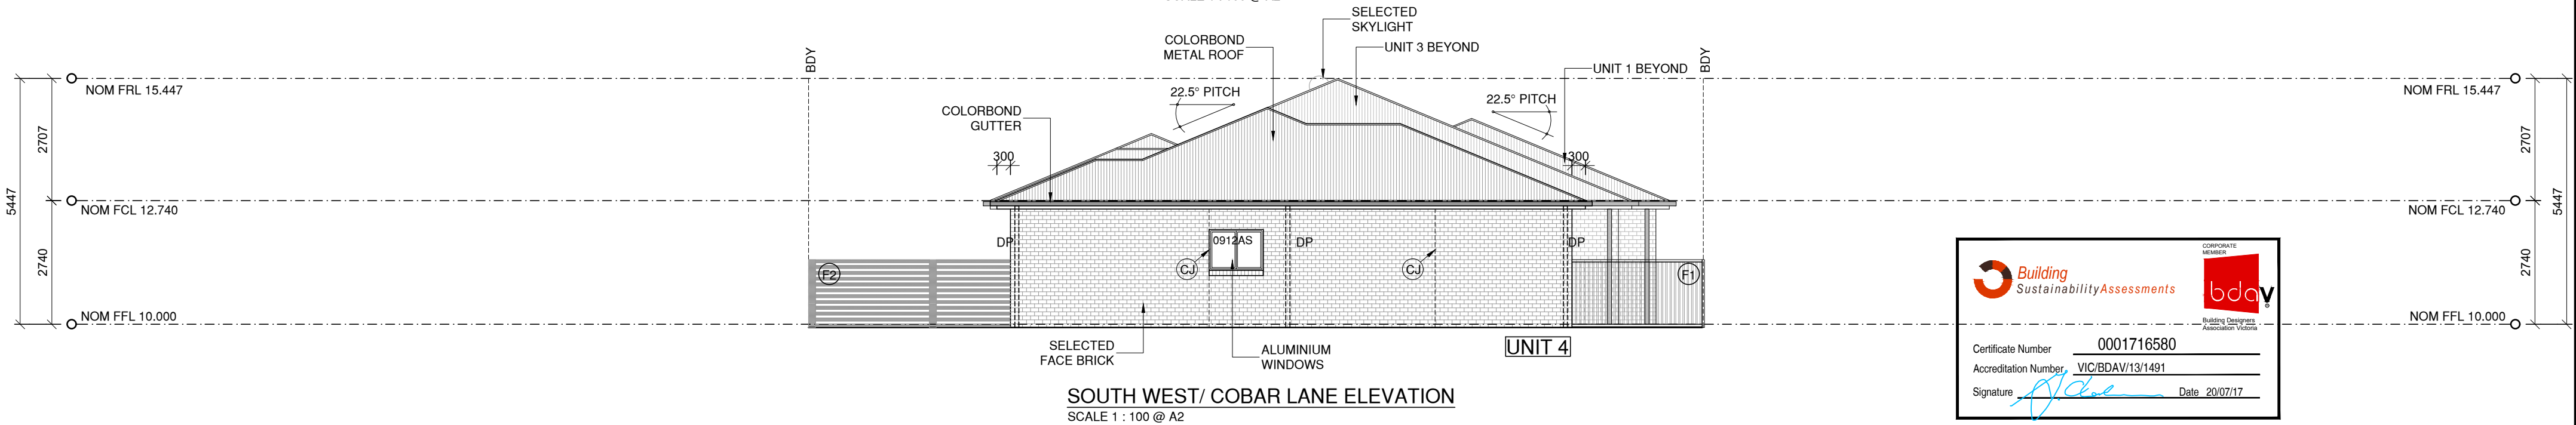 SELECTED
SKYLIGHT
COLORBOND
METAL ROOF
UNIT 3 BEYOND
BDY
BDY
UNIT 1 BEYOND
NOM FRL 15.447
22.5° PITCH
22.5° PITCH
NOM FRL 15.447
COLORBOND
GUTTER
2707
2707
300
300
5447
5447
NOM FCL 12.740
NOM FCL 12.740
DP
0912AS
DP
DP
2740
2740
F2
CJ
CJ
F1
NOM FFL 10.000
NOM FFL 10.000
SELECTED
FACE BRICK
ALUMINIUM
WINDOWS
UNIT 4
SOUTH WEST/ COBAR LANE ELEVATION
SCALE 1 : 100 @ A2
Building
SustainabilityAssessments
CORPORATE
MEMBER
bdav
Building Designers
Association Victoria
Certificate Number 0001716580
Accreditation Number VIC/BDAV/13/1491
Signature Date 20/07/17